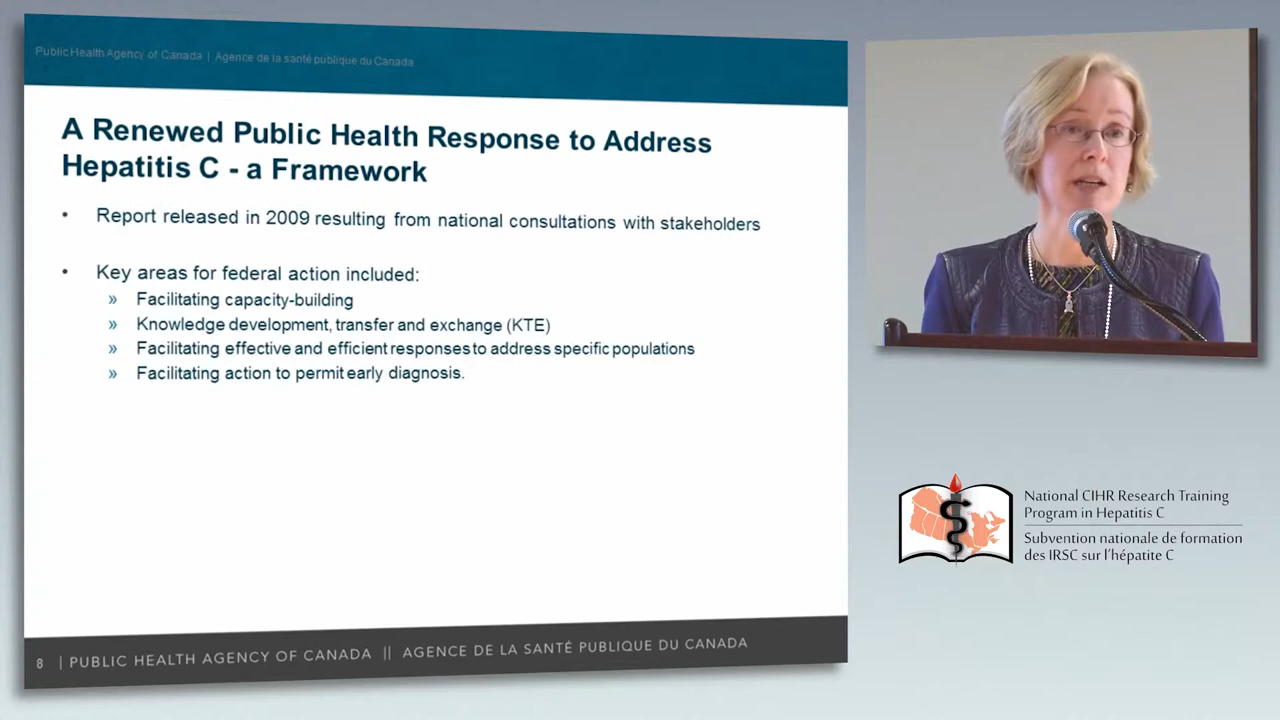 Public Health Agency of Canada | Agence de la santé publique du Canada
A Renewed Public Health Response to Address
Hepatitis C - a Framework
• Report released in 2009 resulting from national consultations with stakeholders
• Key areas for federal action included:
» Facilitating capacity-building
» Knowledge development, transfer and exchange (KTE)
» Facilitating effective and efficient responses to address specific populations
» Facilitating action to permit early diagnosis.
8 | PUBLIC HEALTH AGENCY OF CANADA || AGENCE DE LA SANTÉ PUBLIQUE DU CANADA
National CIHR Research Training
Program in Hepatitis C
Subvention nationale de formation
des IRSC sur l'hépatite C